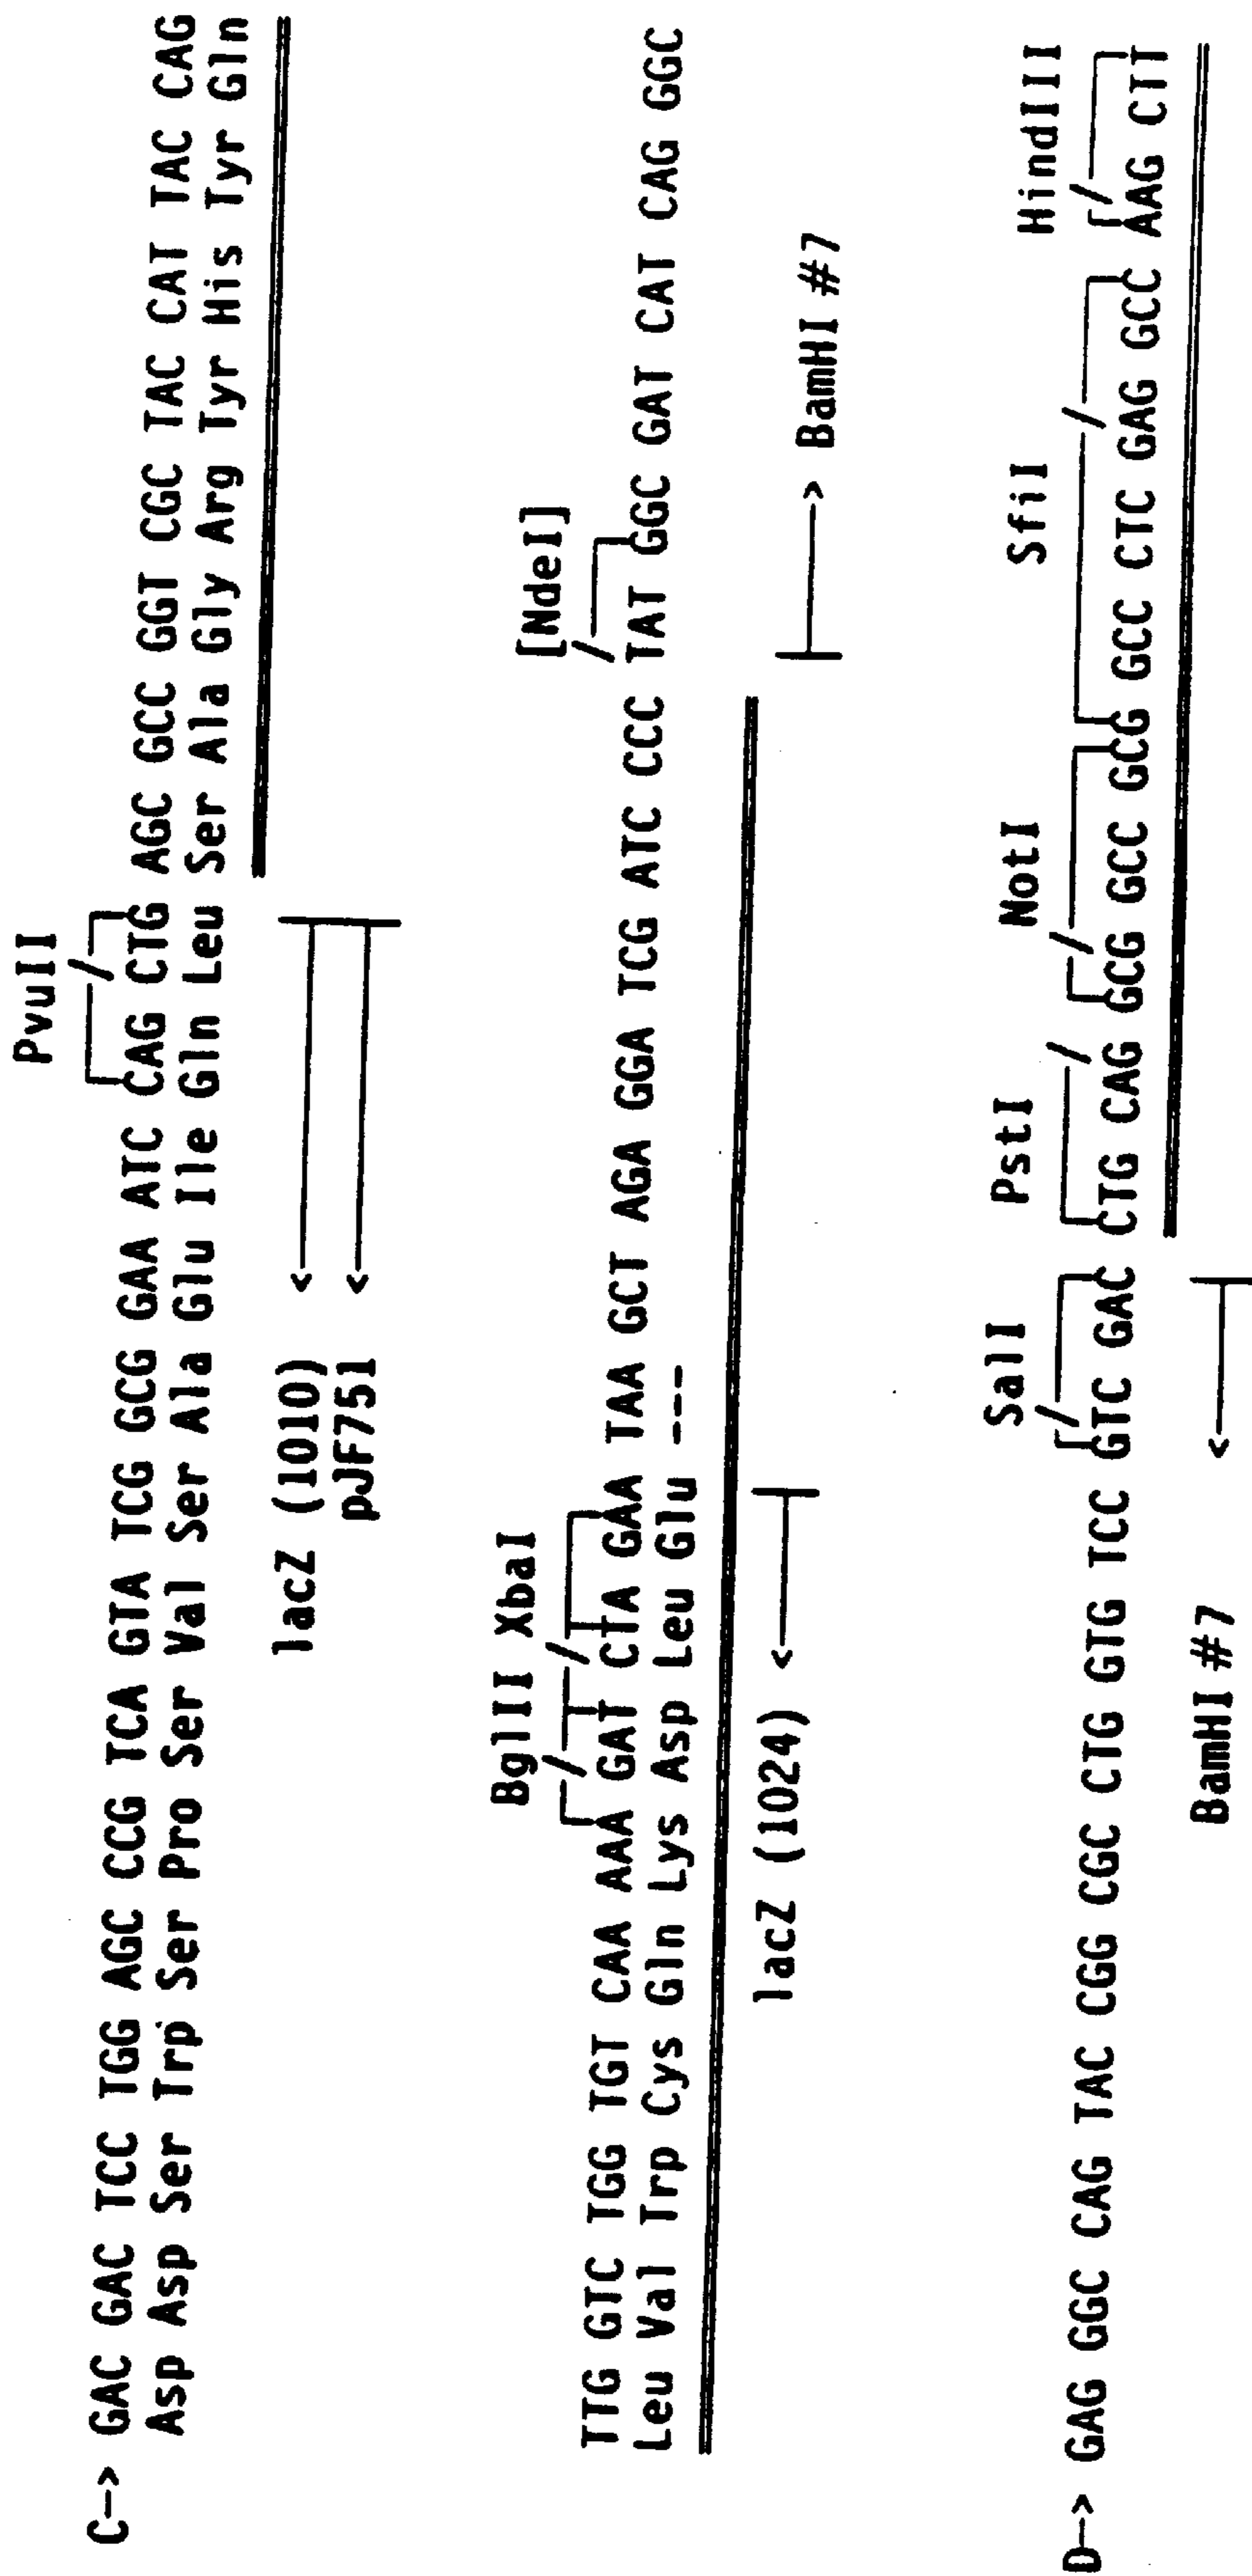 PvuII
C--> GAC GAC TCC TGG AGC CCG TCA GTA TCG GCG GAA ATC CAG CTG AGC GCC GGT CGC TAC CAT TAC CAG
Asp Asp Ser Trp Ser Pro Ser Val Ser Ala Glu Ile Gln Leu Ser Ala Gly Arg Tyr His Tyr Gln
lacZ (1010) <
pJF751 <
BglII XbaI [NdeI]
TTG GTC TGG TGT CAA AAA GAT CTA GAA TAA GCT AGA GGA TCG ATC CCC TAT GGC GAT CAT CAG GGC
Leu Val Trp Cys Gln Lys Asp Leu Glu ---
lacZ (1024) < > BamHI #7
SalI PstI NotI SfiI HindIII
D--> GAG GGC CAG TAC CGG CGC CTG GTG TCC GTC GAC CTG CAG GCG GCC GCG GCC CTC GAG GCC AAG CTT
BamHI #7 <